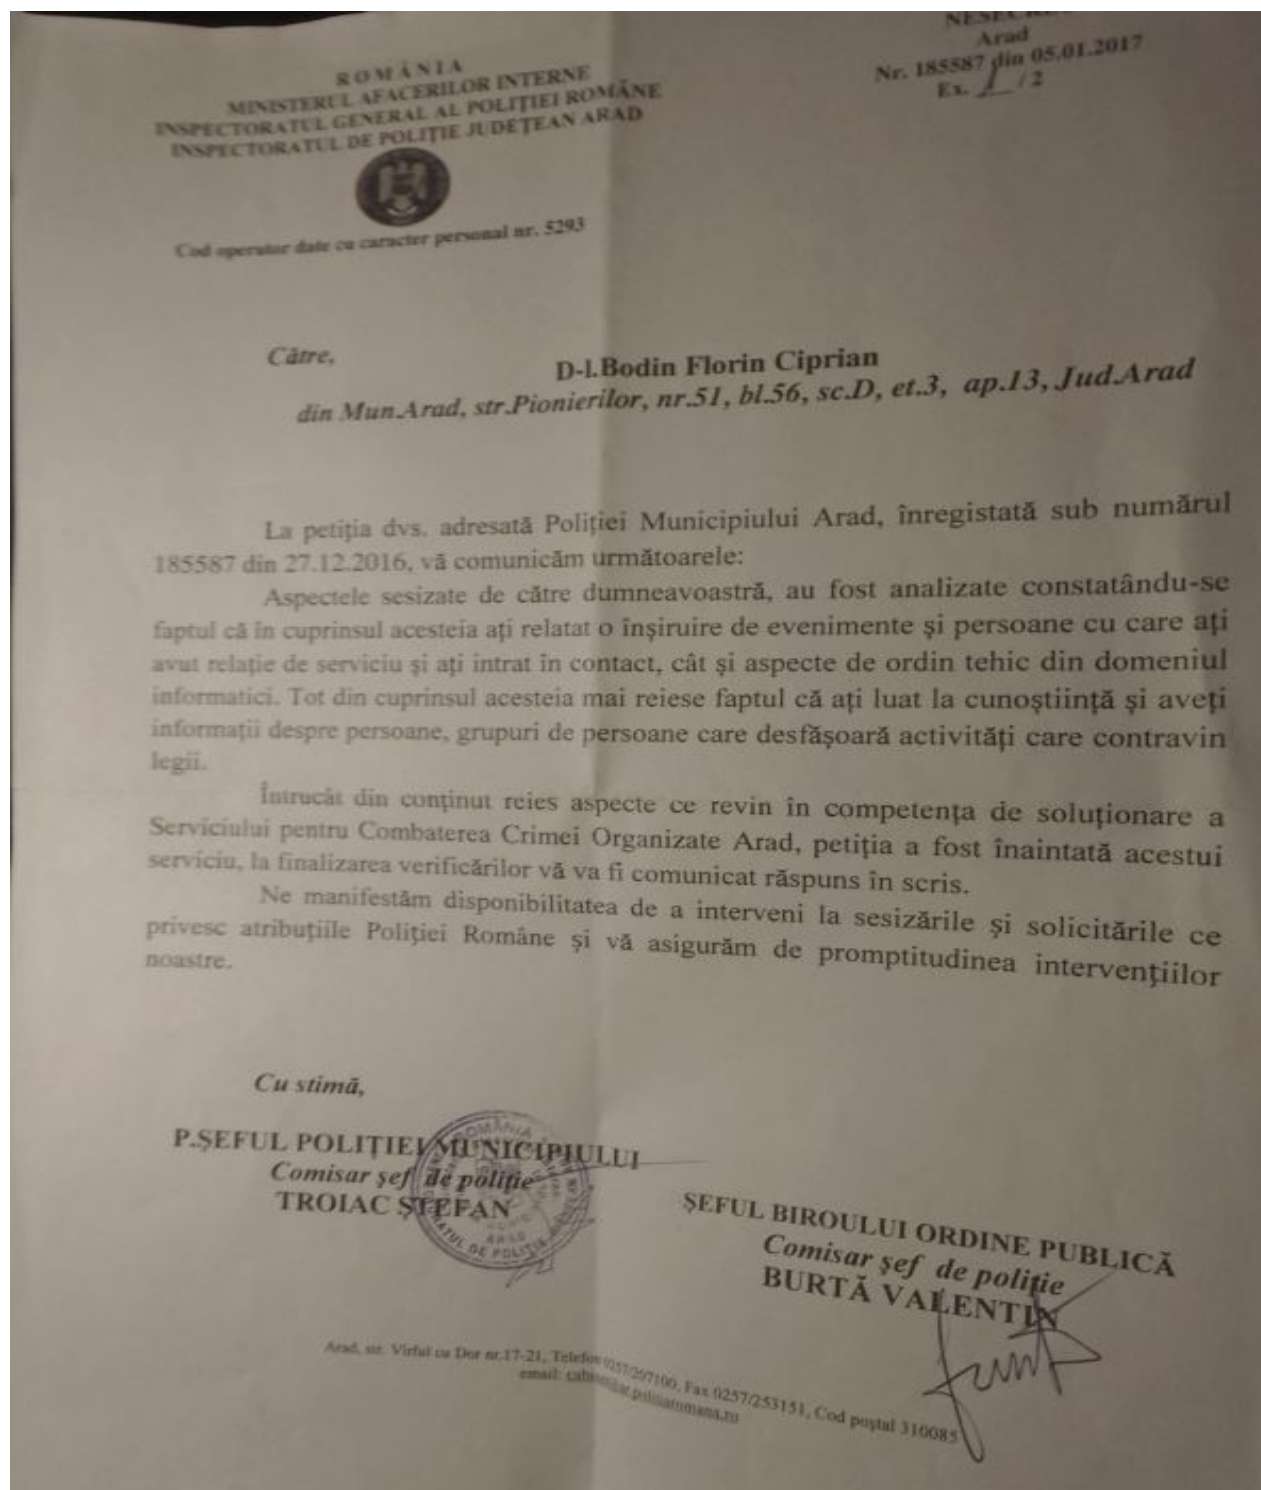 Arad
Nr. 185587 din 05.01.2017
Ex. 1 / 2
ROMÂNIA
MINISTERUL AFACERILOR INTERNE
INSPECTORATUL GENERAL AL POLIȚIEI ROMÂNE
INSPECTORATUL DE POLIȚIE JUDEȚEAN ARAD
Cod operator date cu caracter personal nr. 5293
Către,
D-l.Bodin Florin Ciprian
din Mun.Arad, str.Pionierilor, nr.51, bl.56, sc.D, et.3, ap.13, Jud.Arad
La petiția dvs. adresată Poliției Municipiului Arad, înregistată sub numărul
185587 din 27.12.2016, vă comunicăm următoarele:
Aspectele sesizate de către dumneavoastră, au fost analizate constatându-se
faptul că în cuprinsul acesteia ați relatat o înșiruire de evenimente și persoane cu care ați
avut relație de serviciu și ați intrat în contact, cât și aspecte de ordin tehic din domeniul
informatici. Tot din cuprinsul acesteia mai reiese faptul că ați luat la cunoștiință și aveți
informații despre persoane, grupuri de persoane care desfășoară activități care contravin
legii.
Întrucât din conținut reies aspecte ce revin în competența de soluționare a
Serviciului pentru Combaterea Crimei Organizate Arad, petiția a fost înaintată acestui
serviciu, la finalizarea verificărilor vă va fi comunicat răspuns în scris.
Ne manifestăm disponibilitatea de a interveni la sesizările și solicitările ce
privesc atribuțiile Poliției Române și vă asigurăm de promptitudinea intervențiilor
noastre.
Cu stimă,
P.ȘEFUL POLIȚIEI MUNICIPIULUI
Comisar șef de poliție
TROIAC ȘTEFAN
ȘEFUL BIROULUI ORDINE PUBLICĂ
Comisar șef de poliție
BURTĂ VALENTIN
Arad, str. Vîrful cu Dor nr.17-21, Telefon 0257/207100, Fax 0257/253151, Cod poștal 310085
email: